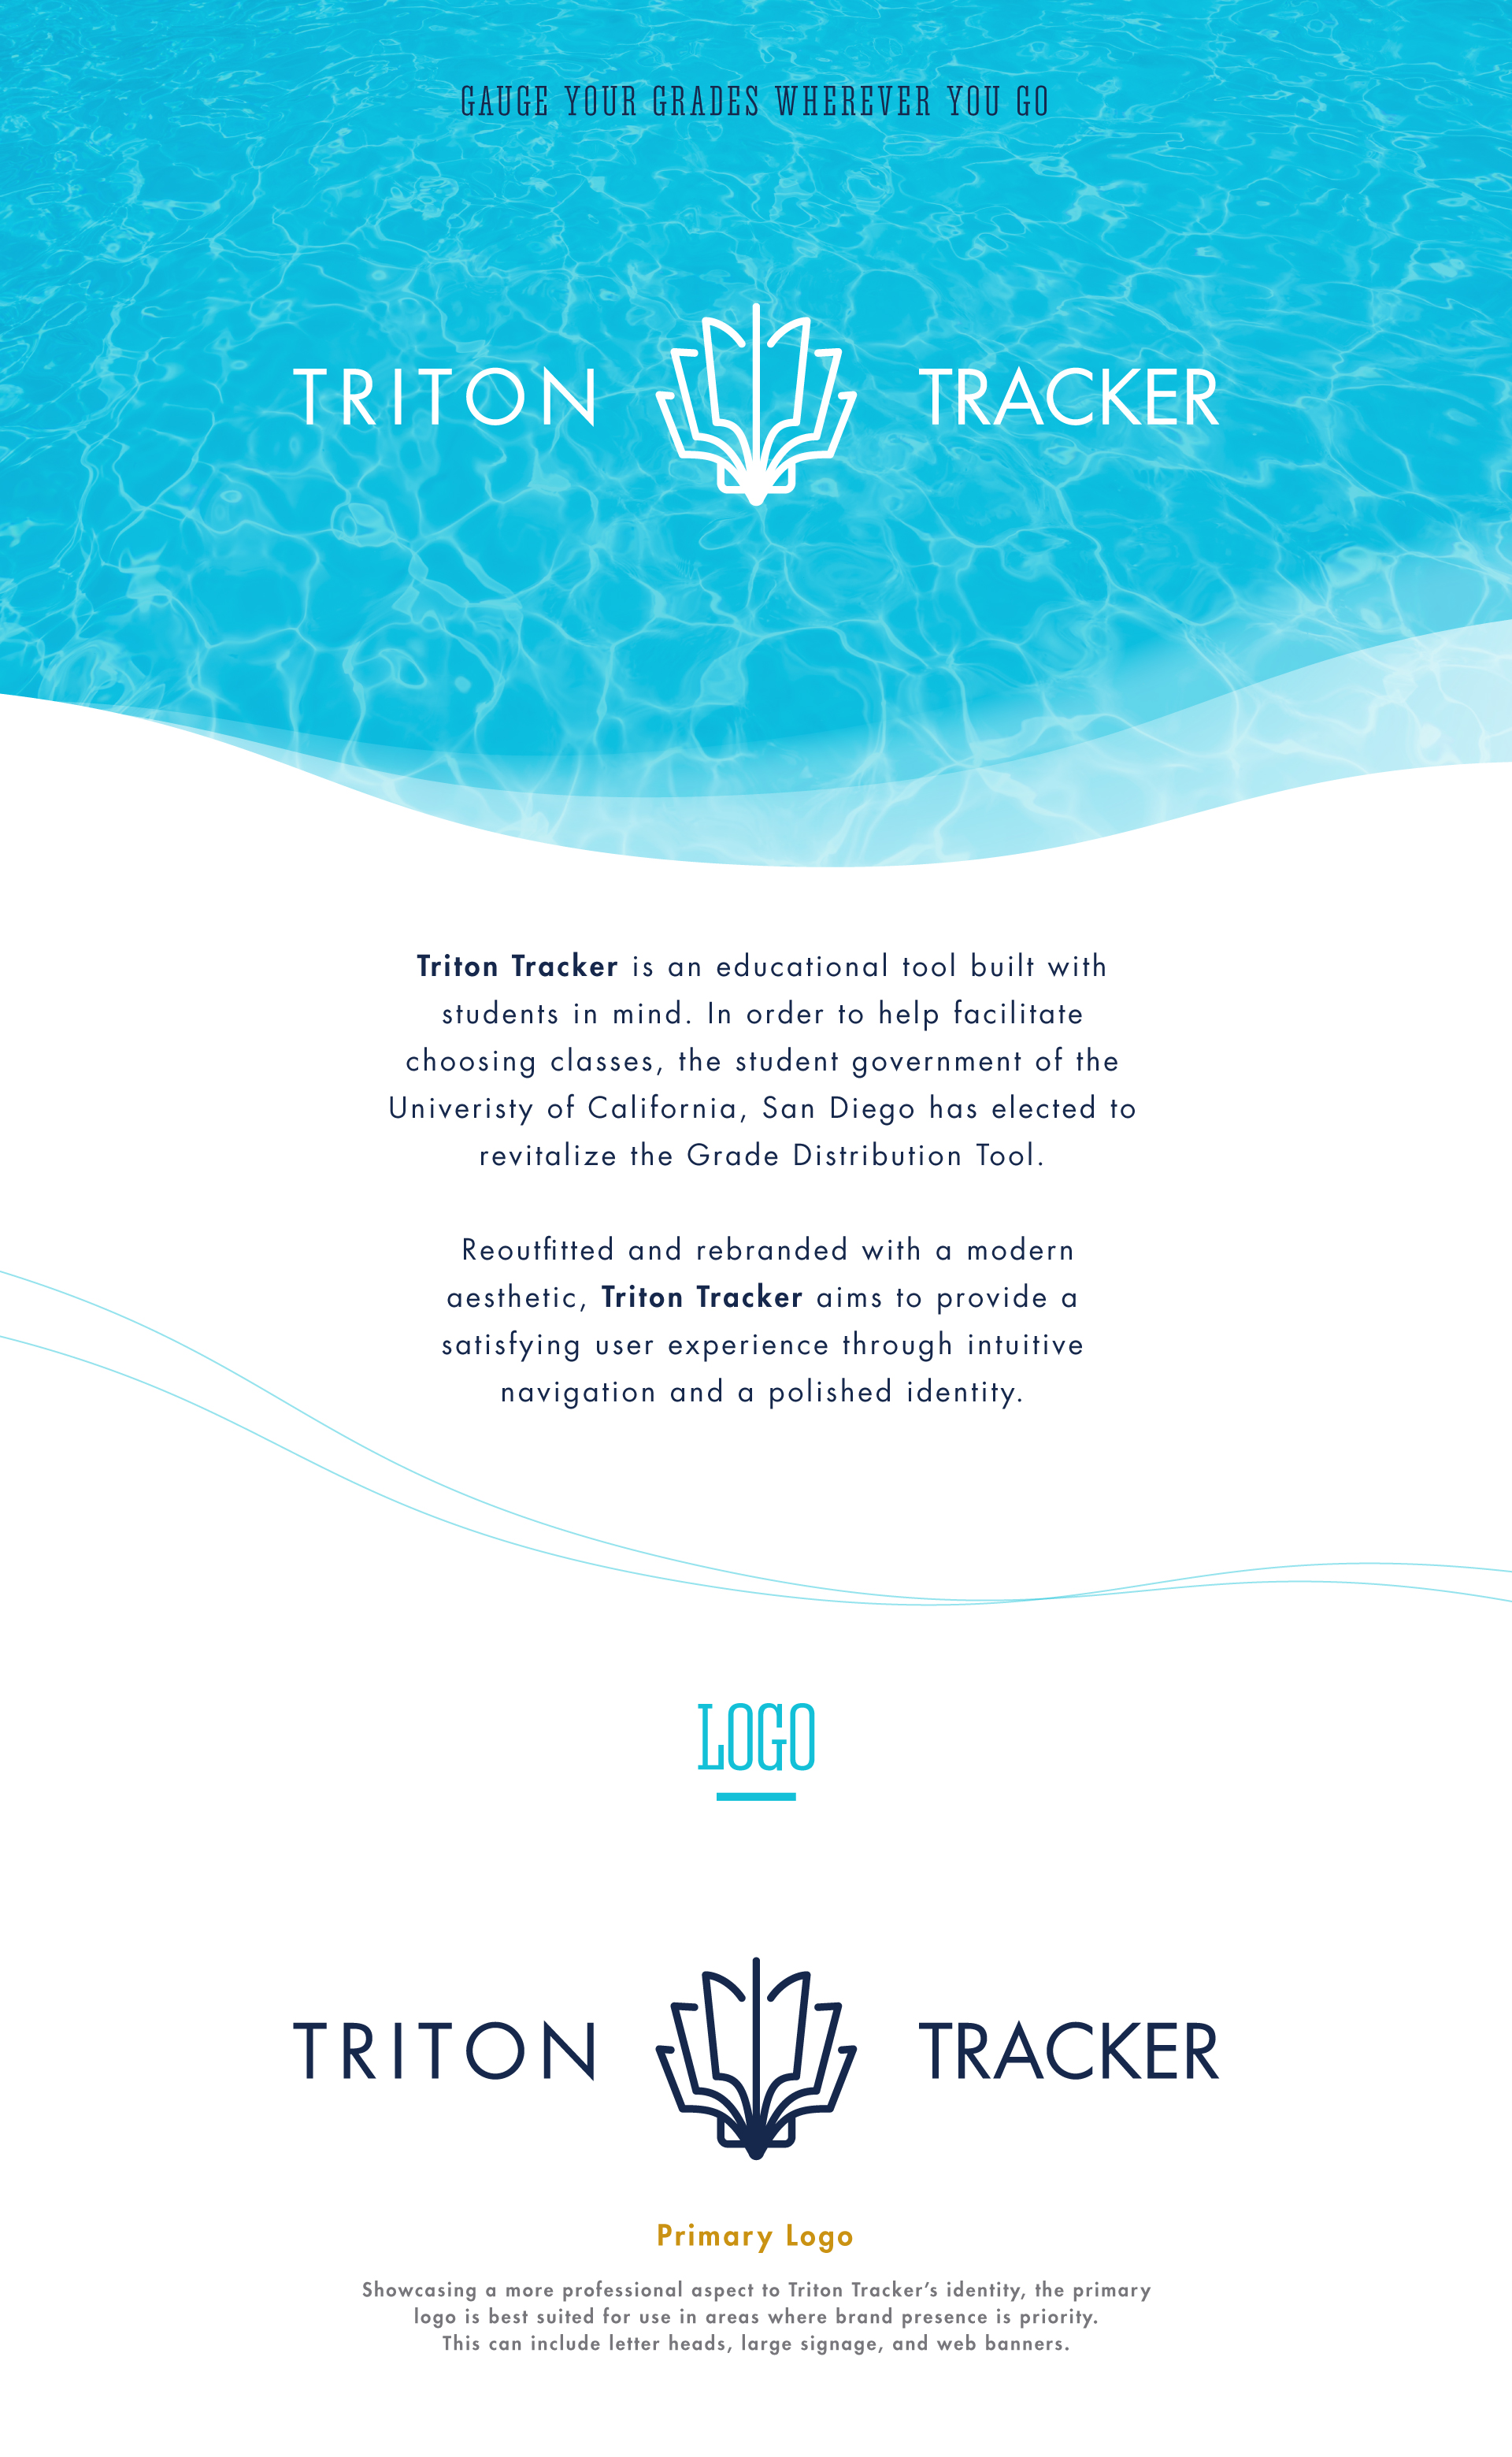 GAUGE YOUR GRADES WHEREVER YOU GO
TRITON TRACKER
Triton Tracker is an educational tool built with
students in mind. In order to help facilitate
choosing classes, the student government of the
Univeristy of California, San Diego has elected to
revitalize the Grade Distribution Tool.
Reoutfitted and rebranded with a modern
aesthetic, Triton Tracker aims to provide a
satisfying user experience through intuitive
navigation and a polished identity.
LOGO
TRITON TRACKER
Primary Logo
Showcasing a more professional aspect to Triton Tracker’s identity, the primary
logo is best suited for use in areas where brand presence is priority.
This can include letter heads, large signage, and web banners.